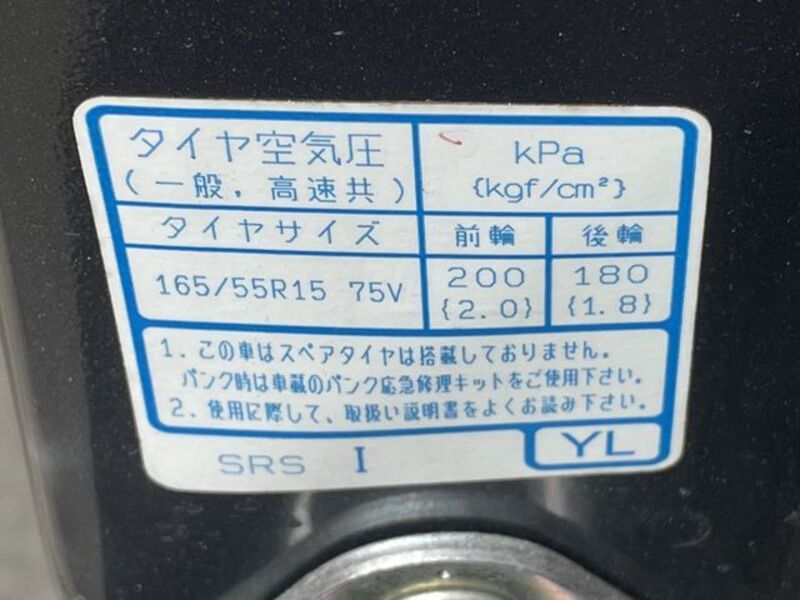 タイヤ空気圧
(一般，高速共)
kPa
{kgf/cm²}
タイヤサイズ
前輪
後輪
165/55R15 75V
200
{2.0}
180
{1.8}
1．この車はスペアタイヤは搭載しておりません。
パンク時は車載のパンク応急修理キットをご使用下さい。
2．使用に際して、取扱い説明書をよくお読み下さい。
SRS I
YL